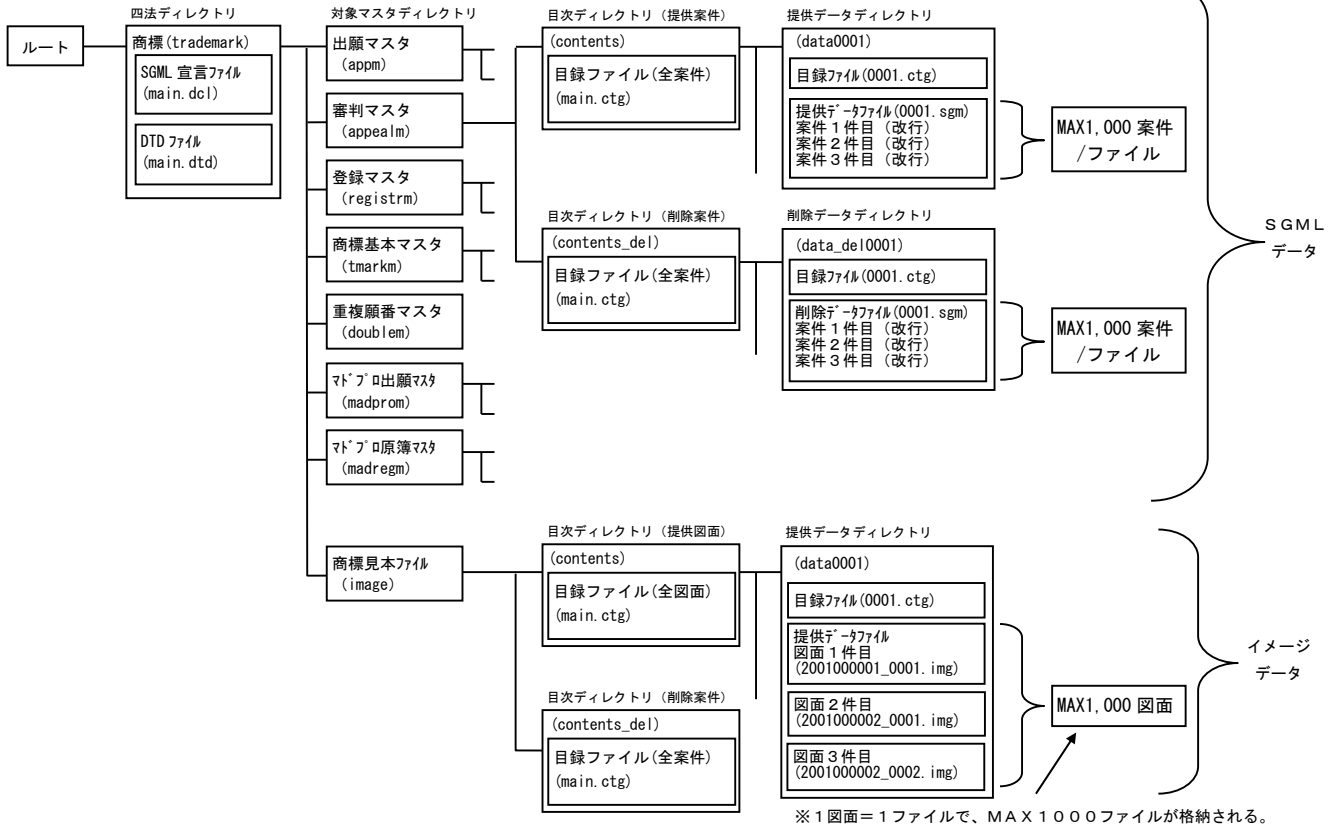 四法ディレクトリ
対象マスタディレクトリ
目次ディレクトリ（提供案件）
提供データディレクトリ
ルート
商標(trademark)
SGML 宣言ファイル
(main.dcl)
DTD ファイル
(main.dtd)
出願マスタ
(appm)
審判マスタ
(appealm)
登録マスタ
(registrm)
商標基本マスタ
(tmarkm)
重複願番マスタ
(doublem)
ﾏﾄﾞﾌﾟﾛ出願ﾏｽﾀ
(madprom)
ﾏﾄﾞﾌﾟﾛ原簿ﾏｽﾀ
(madregm)
(contents)
目録ファイル(全案件)
(main.ctg)
(data0001)
目録ﾌｧｲﾙ(0001.ctg)
提供ﾃﾞｰﾀﾌｧｲﾙ(0001.sgm)
案件１件目（改行）
案件２件目（改行）
案件３件目（改行）
MAX1,000 案件
/ファイル
目次ディレクトリ（削除案件）
削除データディレクトリ
(contents_del)
目録ファイル(全案件)
(main.ctg)
(data_del0001)
目録ﾌｧｲﾙ(0001.ctg)
削除ﾃﾞｰﾀﾌｧｲﾙ(0001.sgm)
案件１件目（改行）
案件２件目（改行）
案件３件目（改行）
MAX1,000 案件
/ファイル
ＳＧＭＬ
データ
目次ディレクトリ（提供図面）
提供データディレクトリ
商標見本ﾌｧｲﾙ
(image)
(contents)
目録ファイル(全図面)
(main.ctg)
(data0001)
目録ﾌｧｲﾙ(0001.ctg)
提供ﾃﾞｰﾀﾌｧｲﾙ
図面１件目
(2001000001_0001.img)
図面２件目
(2001000002_0001.img)
図面３件目
(2001000002_0002.img)
MAX1,000 図面
イメージ
データ
目次ディレクトリ（削除案件）
(contents_del)
目録ファイル(全案件)
(main.ctg)
※１図面＝１ファイルで、ＭＡＸ１０００ファイルが格納される。